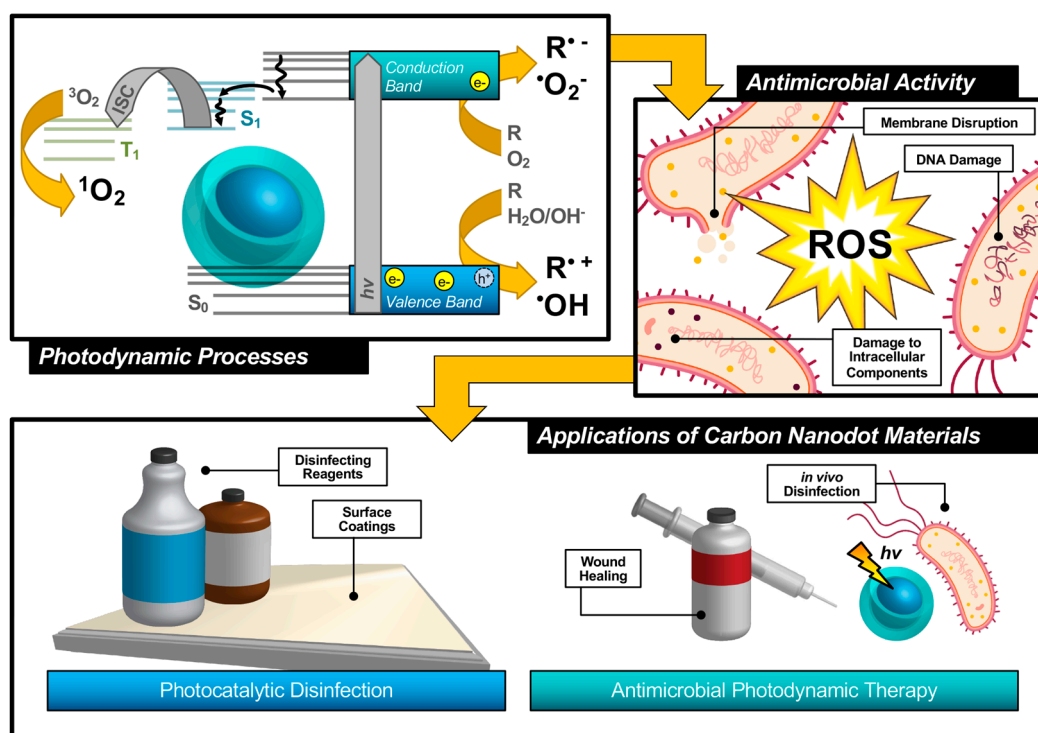 R•-
•O₂⁻
Conduction
Band
e-
ISC
³O₂
S₁
T₁
¹O₂
R
O₂
R
H₂O/OH⁻
R•+
•OH
e-
e-
h⁺
Valence Band
S₀
hv
Photodynamic Processes
Antimicrobial Activity
Membrane Disruption
DNA Damage
ROS
Damage to
Intracellular
Components
Applications of Carbon Nanodot Materials
Disinfecting
Reagents
Surface
Coatings
in vivo
Disinfection
hv
Wound
Healing
Photocatalytic Disinfection
Antimicrobial Photodynamic Therapy